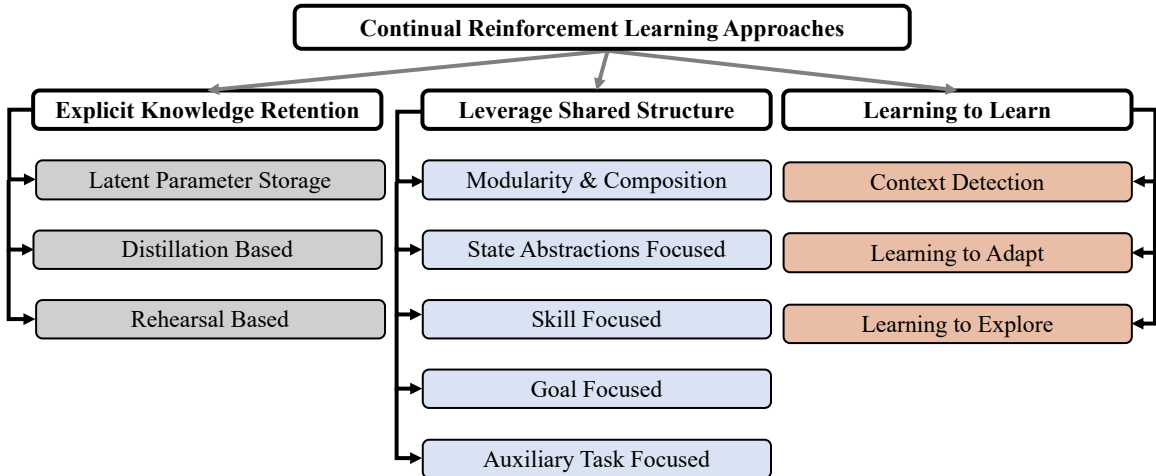 Continual Reinforcement Learning Approaches
Explicit Knowledge Retention
Latent Parameter Storage
Distillation Based
Rehearsal Based
Leverage Shared Structure
Modularity & Composition
State Abstractions Focused
Skill Focused
Goal Focused
Auxiliary Task Focused
Learning to Learn
Context Detection
Learning to Adapt
Learning to Explore